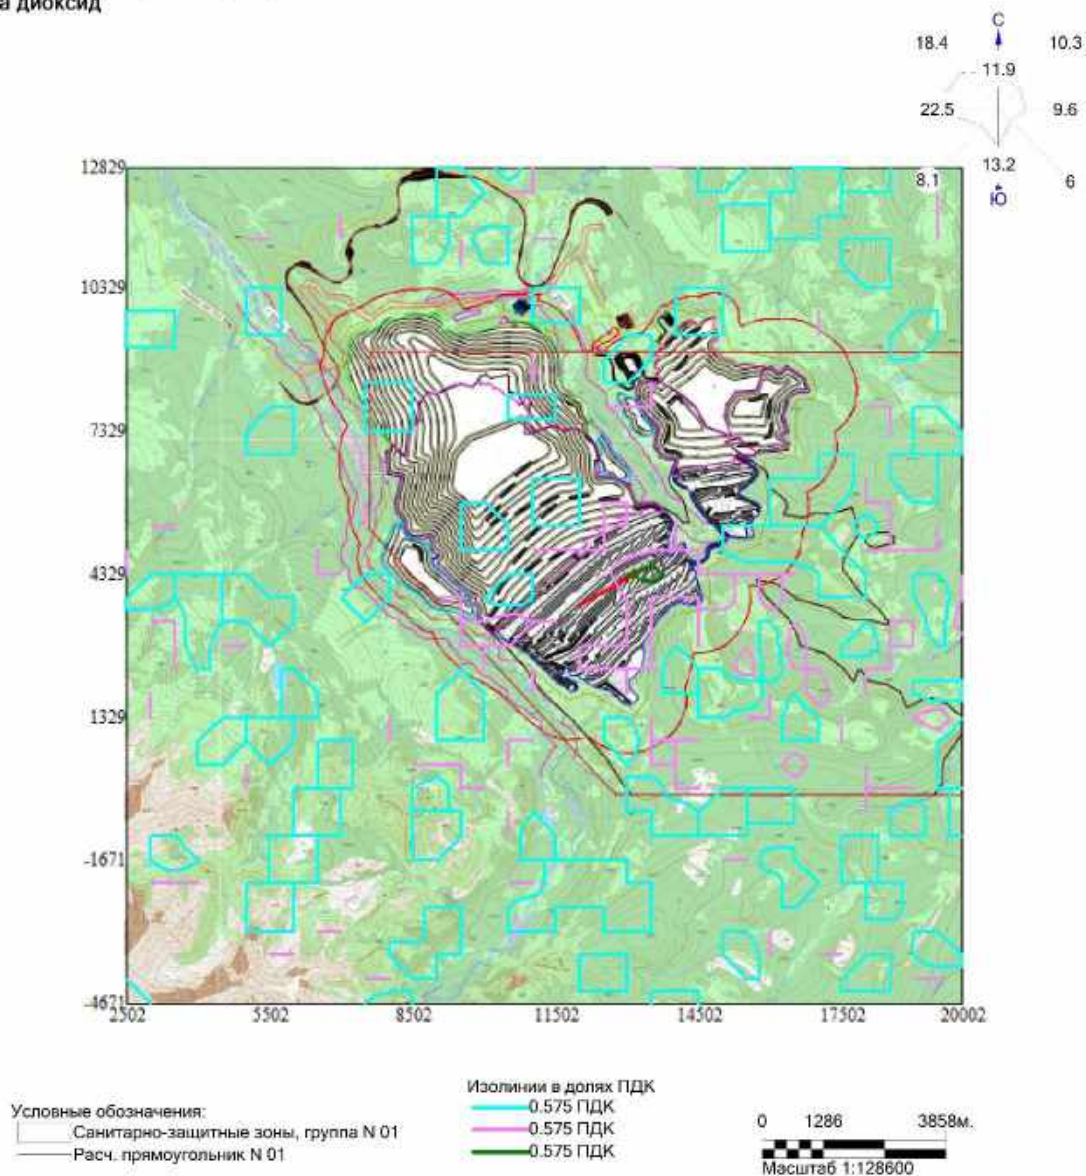 а диоксид
С
18.4 10.3
11.9
22.5 9.6
13.2
8.1 6
Ю
12829
10329
7329
4329
1329
-1671
-4671
2502 5502 8502 11502 14502 17502 20002
Изолинии в долях ПДК
0.575 ПДК
0.575 ПДК
0.575 ПДК
Условные обозначения:
Санитарно-защитные зоны, группа N 01
Расч. прямоугольник N 01
0 1286 3858м.
Масштаб 1:128600